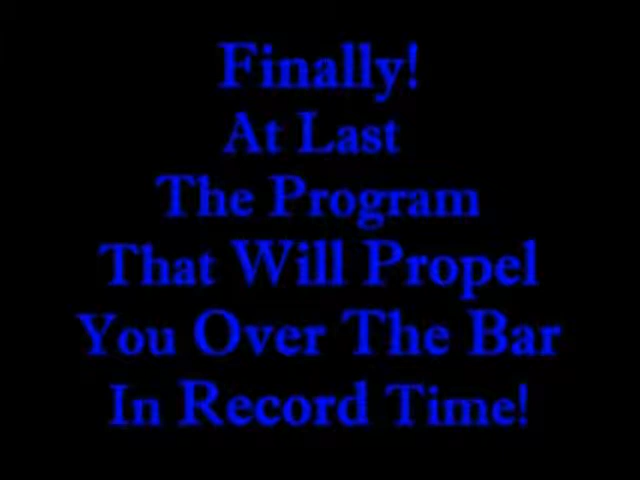 Finally!
At Last
The Program
That Will Propel
You Over The Bar
In Record Time!